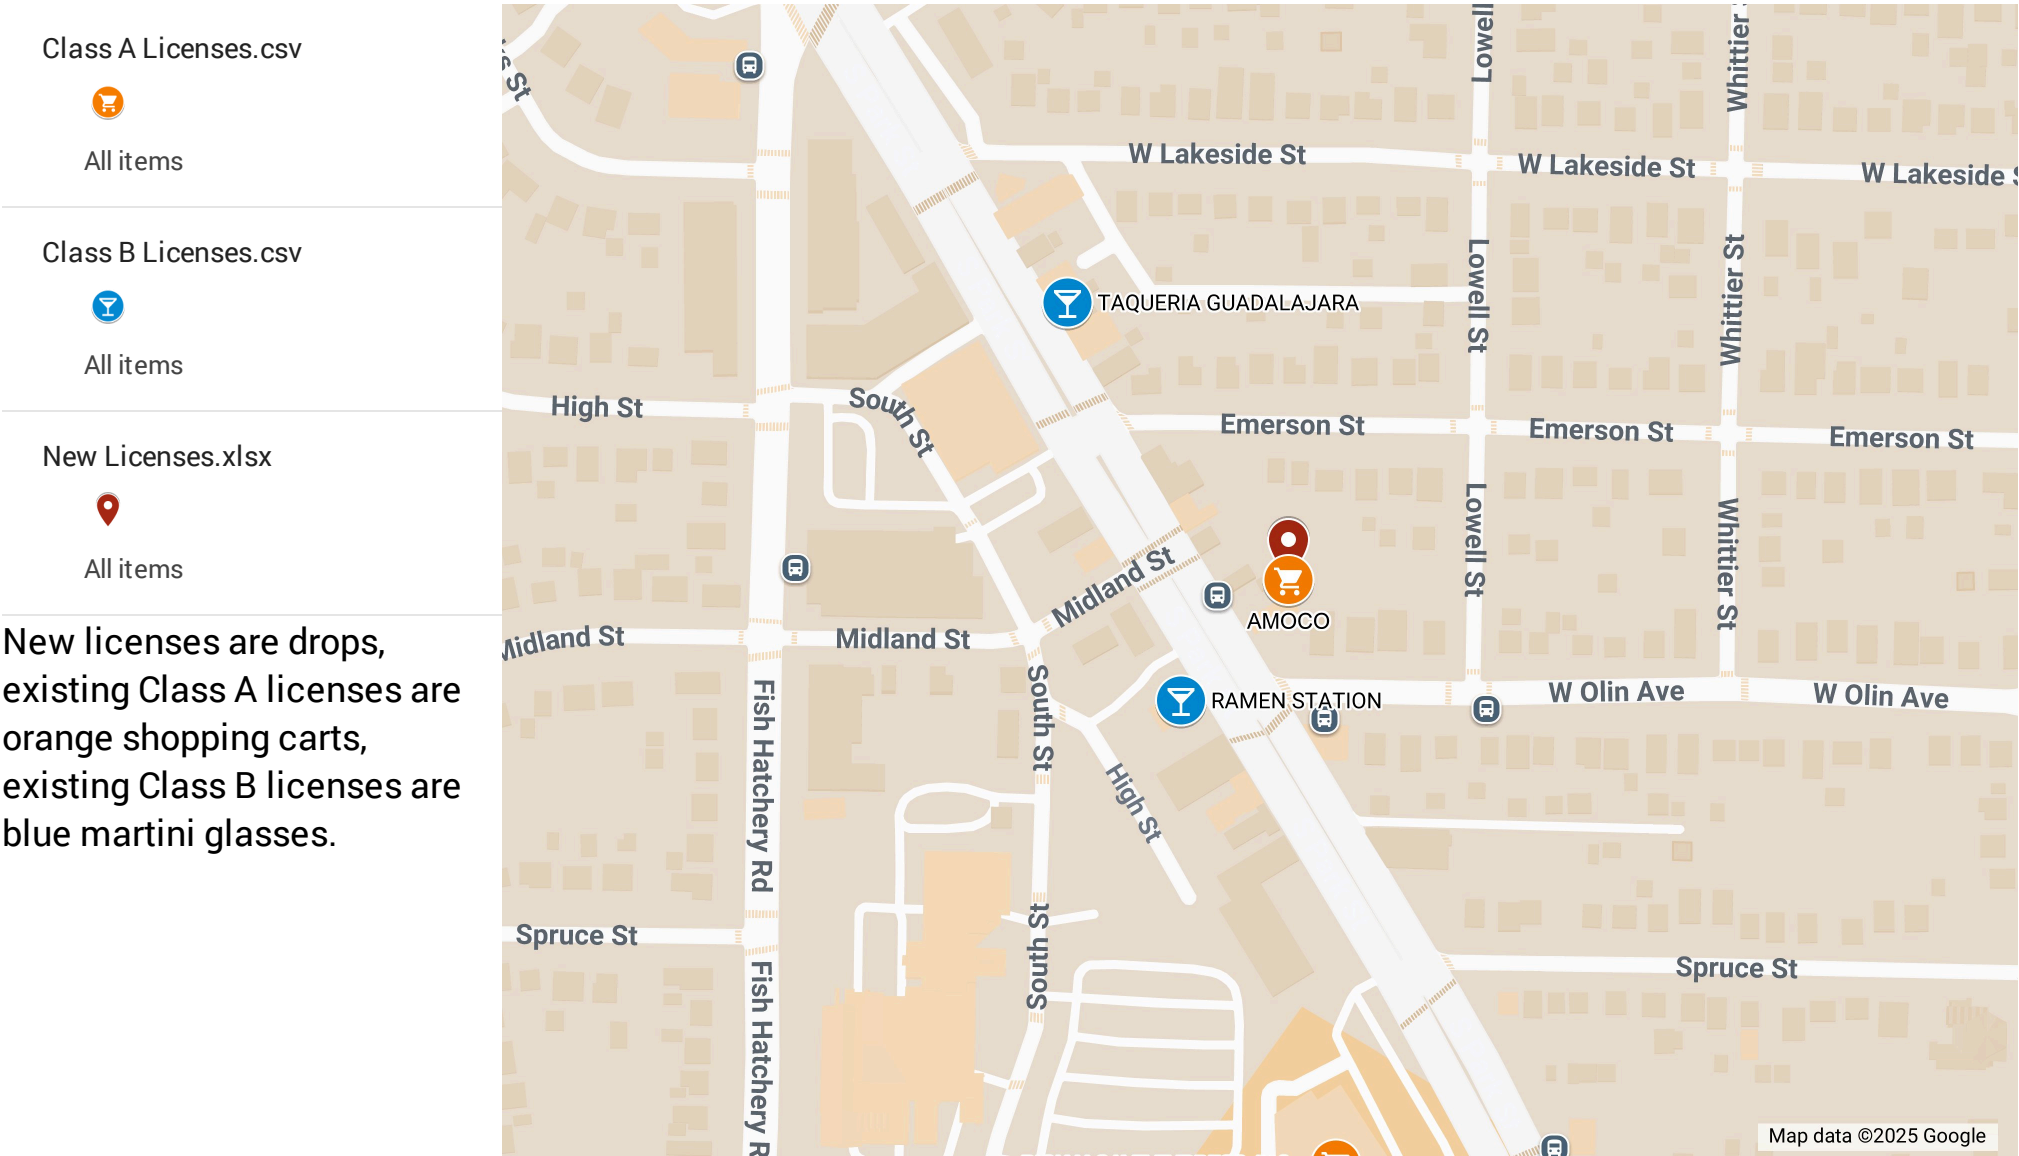 Class A Licenses.csv
All items
Class B Licenses.csv
All items
New Licenses.xlsx
All items
New licenses are drops,
existing Class A licenses are
orange shopping carts,
existing Class B licenses are
blue martini glasses.
Lowell
Whittier
W Lakeside St
W Lakeside St
W Lakeside
Lowell St
Whittier St
TAQUERIA GUADALAJARA
High St
South St
Emerson St
Emerson St
Emerson St
Lowell St
Whittier St
Midland St
AMOCO
Midland St
Midland St
South St
RAMEN STATION
W Olin Ave
W Olin Ave
Fish Hatchery Rd
High St
South St
Spruce St
Spruce St
Fish Hatchery R
Map data ©2025 Google